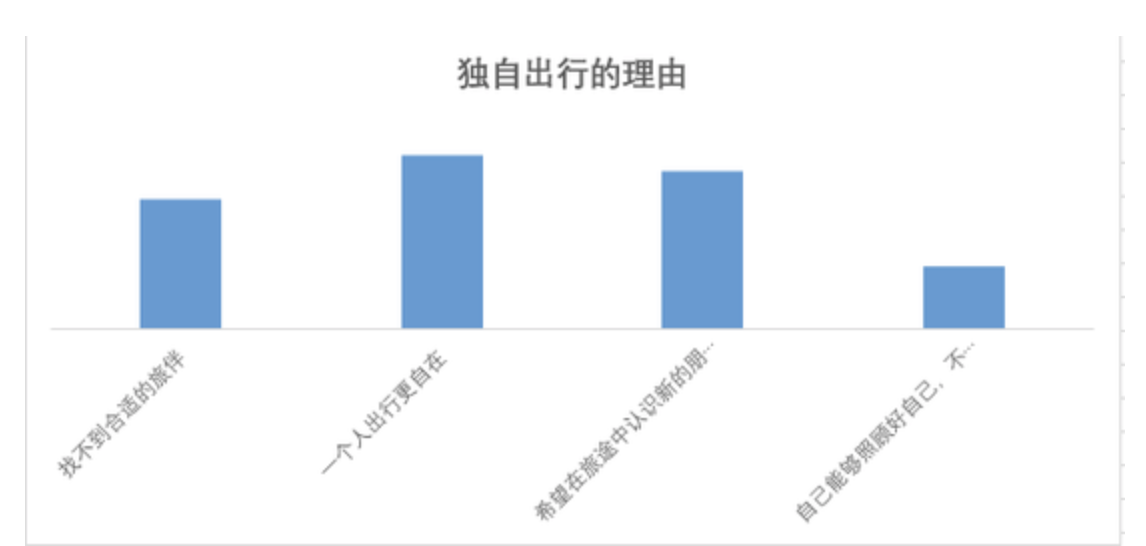 独自出行的理由
找不到合适的旅伴
一个人出行更自在
希望在旅途中认识新的朋…
自己能够照顾好自己，不…